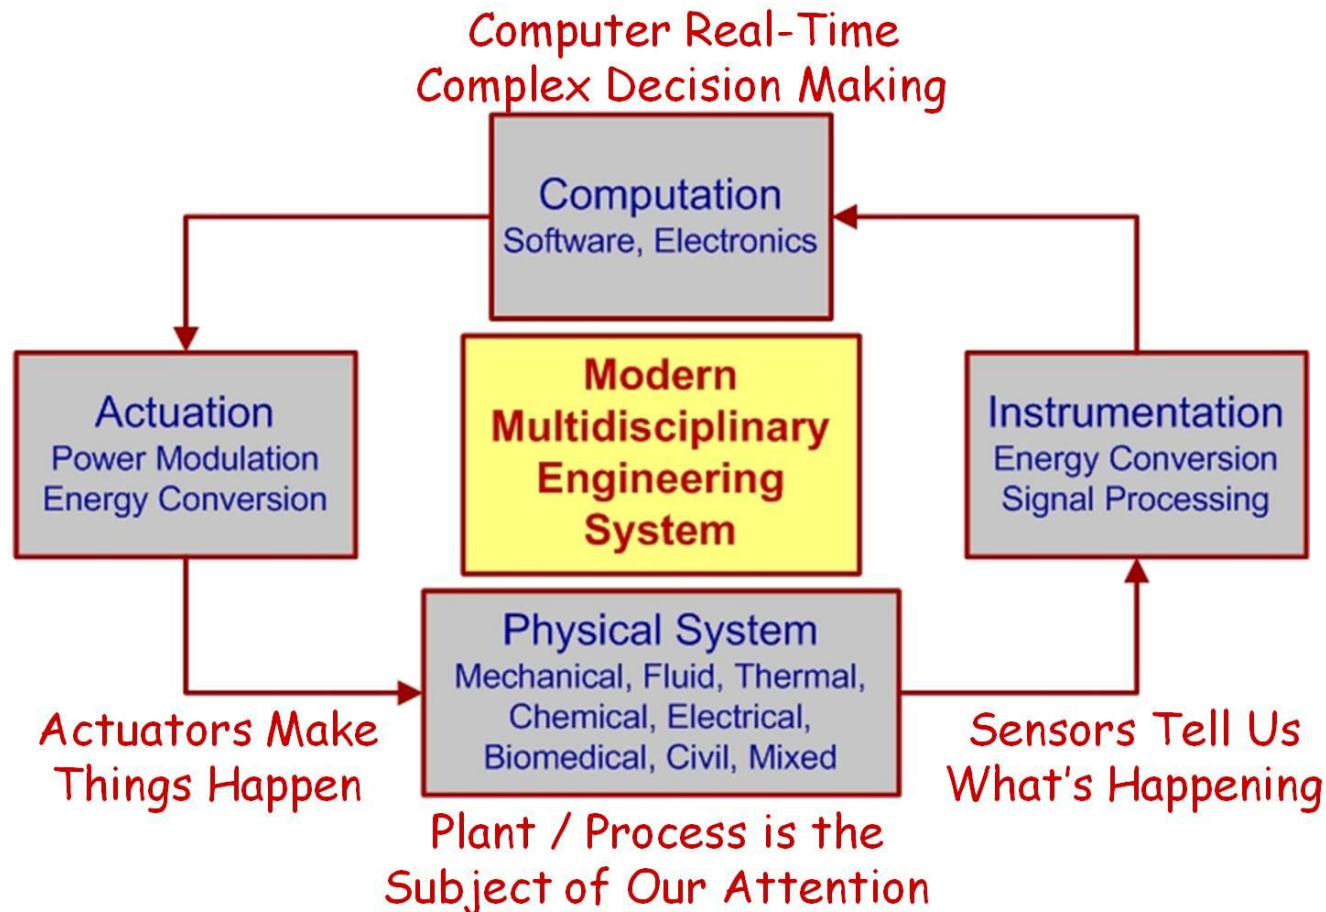 Computer Real-Time
Complex Decision Making
Computation
Software, Electronics
Actuation
Power Modulation
Energy Conversion
Modern
Multidisciplinary
Engineering
System
Instrumentation
Energy Conversion
Signal Processing
Physical System
Mechanical, Fluid, Thermal,
Chemical, Electrical,
Biomedical, Civil, Mixed
Actuators Make
Things Happen
Sensors Tell Us
What's Happening
Plant / Process is the
Subject of Our Attention